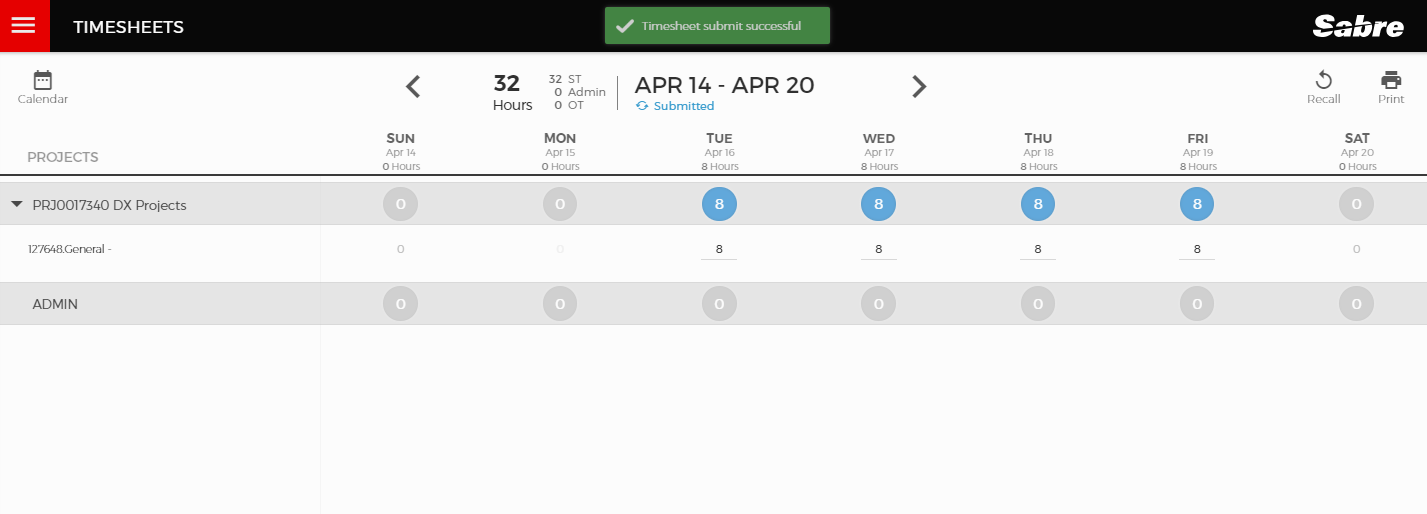 TIMESHEETS
Timesheet submit successful
Sabre
Calendar
32
Hours
32 ST
0 Admin
0 OT
APR 14 - APR 20
Submitted
Recall
Print
PROJECTS
SUN MON TUE WED THU FRI SAT
Apr 14 Apr 15 Apr 16 Apr 17 Apr 18 Apr 19 Apr 20
0 Hours 0 Hours 8 Hours 8 Hours 8 Hours 8 Hours 0 Hours
PRJ0017340 DX Projects 0 0 8 8 8 8 0
127648.General - 0 0 8 8 8 8 0
ADMIN 0 0 0 0 0 0 0